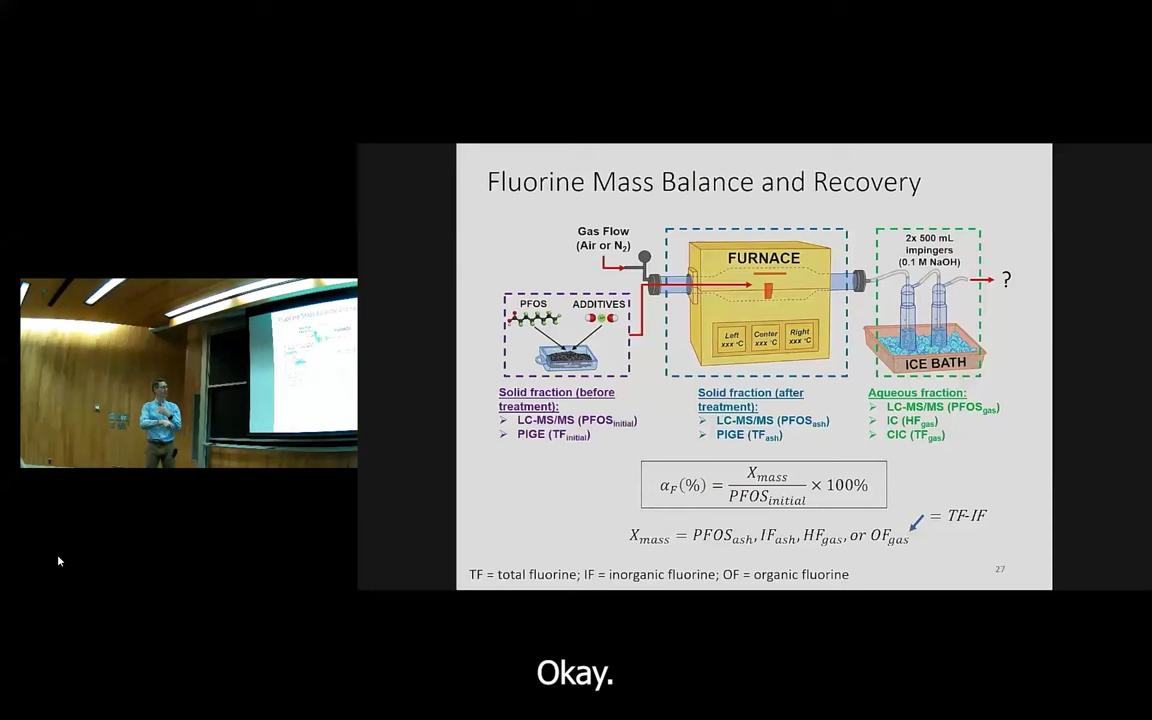 Fluorine Mass Balance and Recovery
Gas Flow
(Air or N₂)
PFOS
ADDITIVES
FURNACE
Left
xxx °C
Center
xxx °C
Right
xxx °C
2x 500 mL
impingers
(0.1 M NaOH)
?
ICE BATH
Solid fraction (before
treatment):
➢ LC-MS/MS (PFOSinitial)
➢ PIGE (TFinitial)
Solid fraction (after
treatment):
➢ LC-MS/MS (PFOSash)
➢ PIGE (TFash)
Aqueous fraction:
➢ LC-MS/MS (PFOSgas)
➢ IC (HFgas)
➢ CIC (TFgas)
αF(%) = Xmass / PFOSinitial × 100%
= TF-IF
Xmass = PFOSash, IFash, HFgas, or OFgas
TF = total fluorine; IF = inorganic fluorine; OF = organic fluorine
27
Okay.